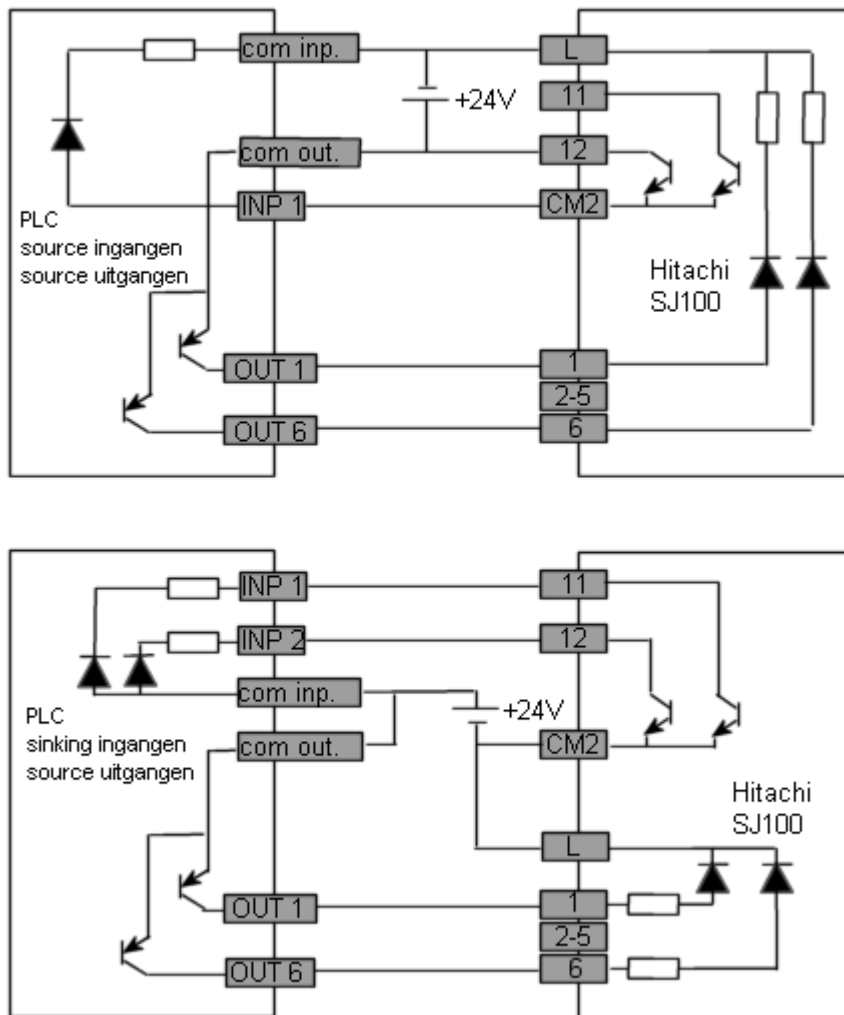 com inp.
L
+24V
11
com out.
12
INP 1
CM2
PLC
source ingangen
source uitgangen
Hitachi
SJ100
OUT 1
1
2-5
OUT 6
6
INP 1
11
INP 2
12
com inp.
+24V
PLC
sinking ingangen
source uitgangen
com out.
CM2
Hitachi
SJ100
L
OUT 1
1
2-5
OUT 6
6